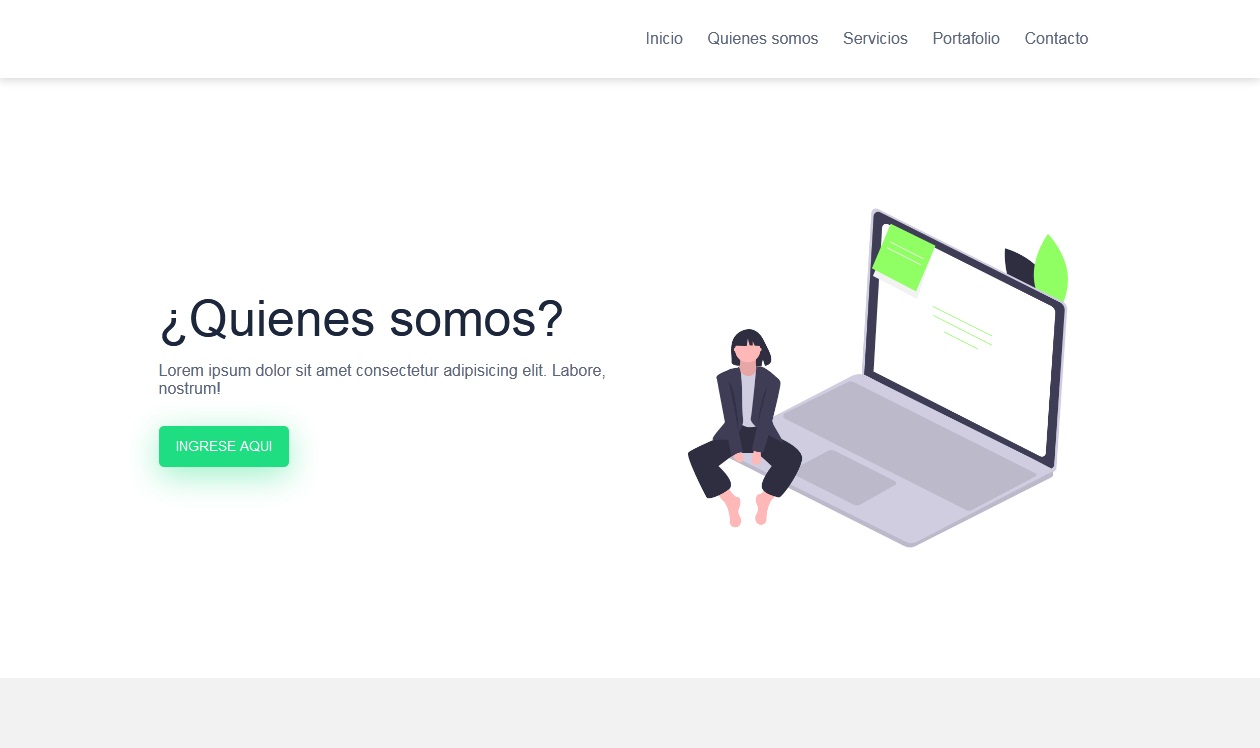 Inicio Quienes somos Servicios Portafolio Contacto
¿Quienes somos?
Lorem ipsum dolor sit amet consectetur adipisicing elit. Labore,
nostrum!
INGRESE AQUI